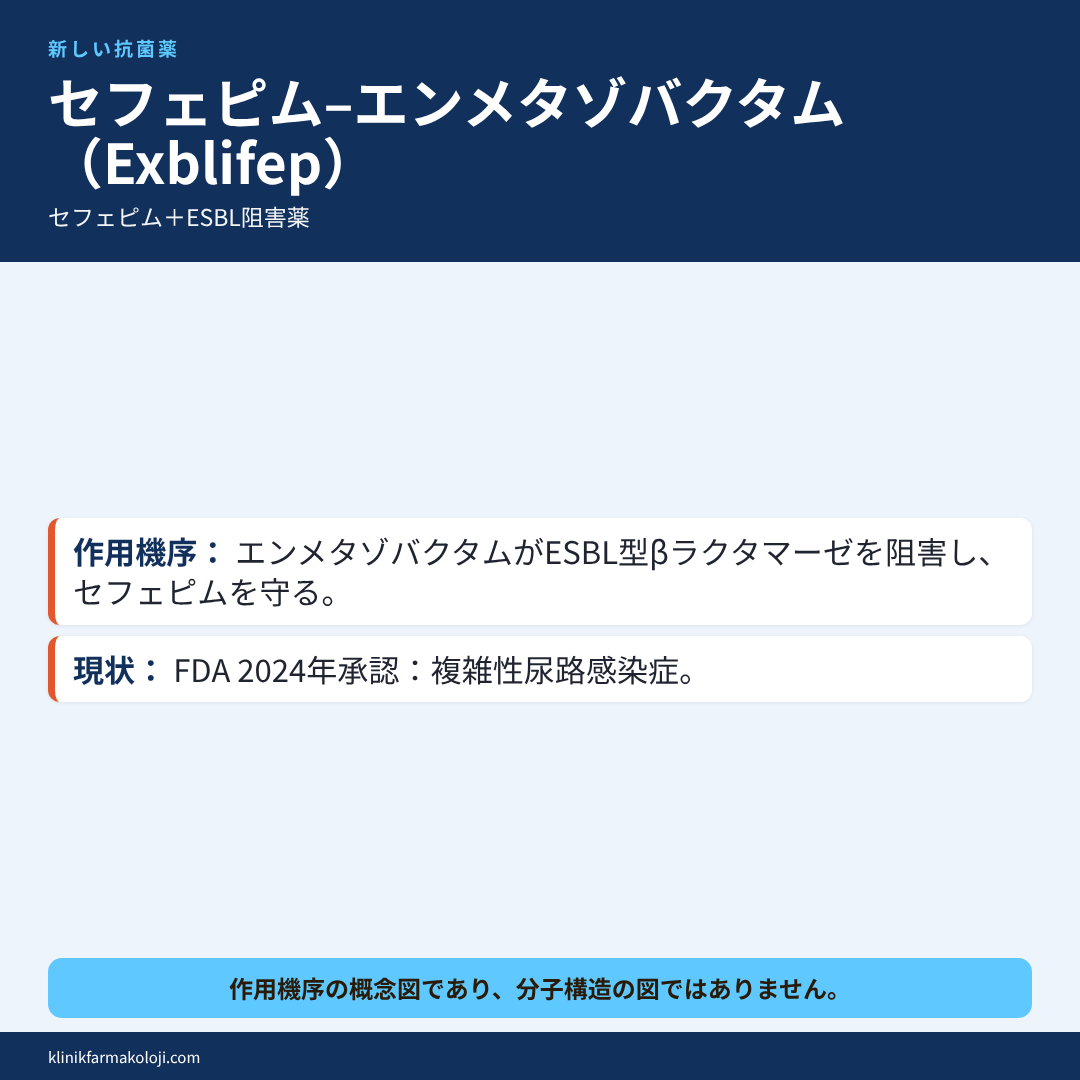 新しい抗菌薬
セフェピム–エンメタゾバクタム
（Exblifep）
セフェピム＋ESBL阻害薬
作用機序： エンメタゾバクタムがESBL型βラクタマーゼを阻害し、
セフェピムを守る。
現状： FDA 2024年承認：複雑性尿路感染症。
作用機序の概念図であり、分子構造の図ではありません。
klinikfarmakoloji.com